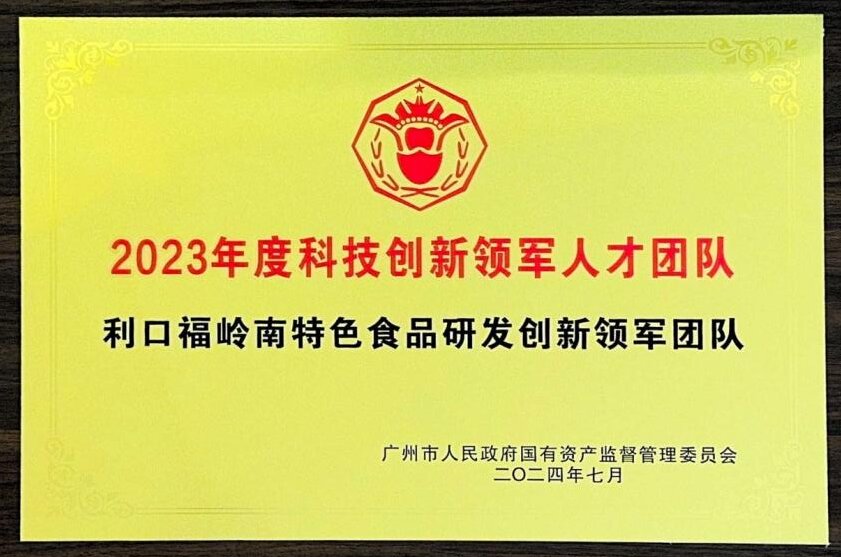 2023年度科技创新领军人才团队
利口福岭南特色食品研发创新领军团队
广州市人民政府国有资产监督管理委员会
二〇二四年七月